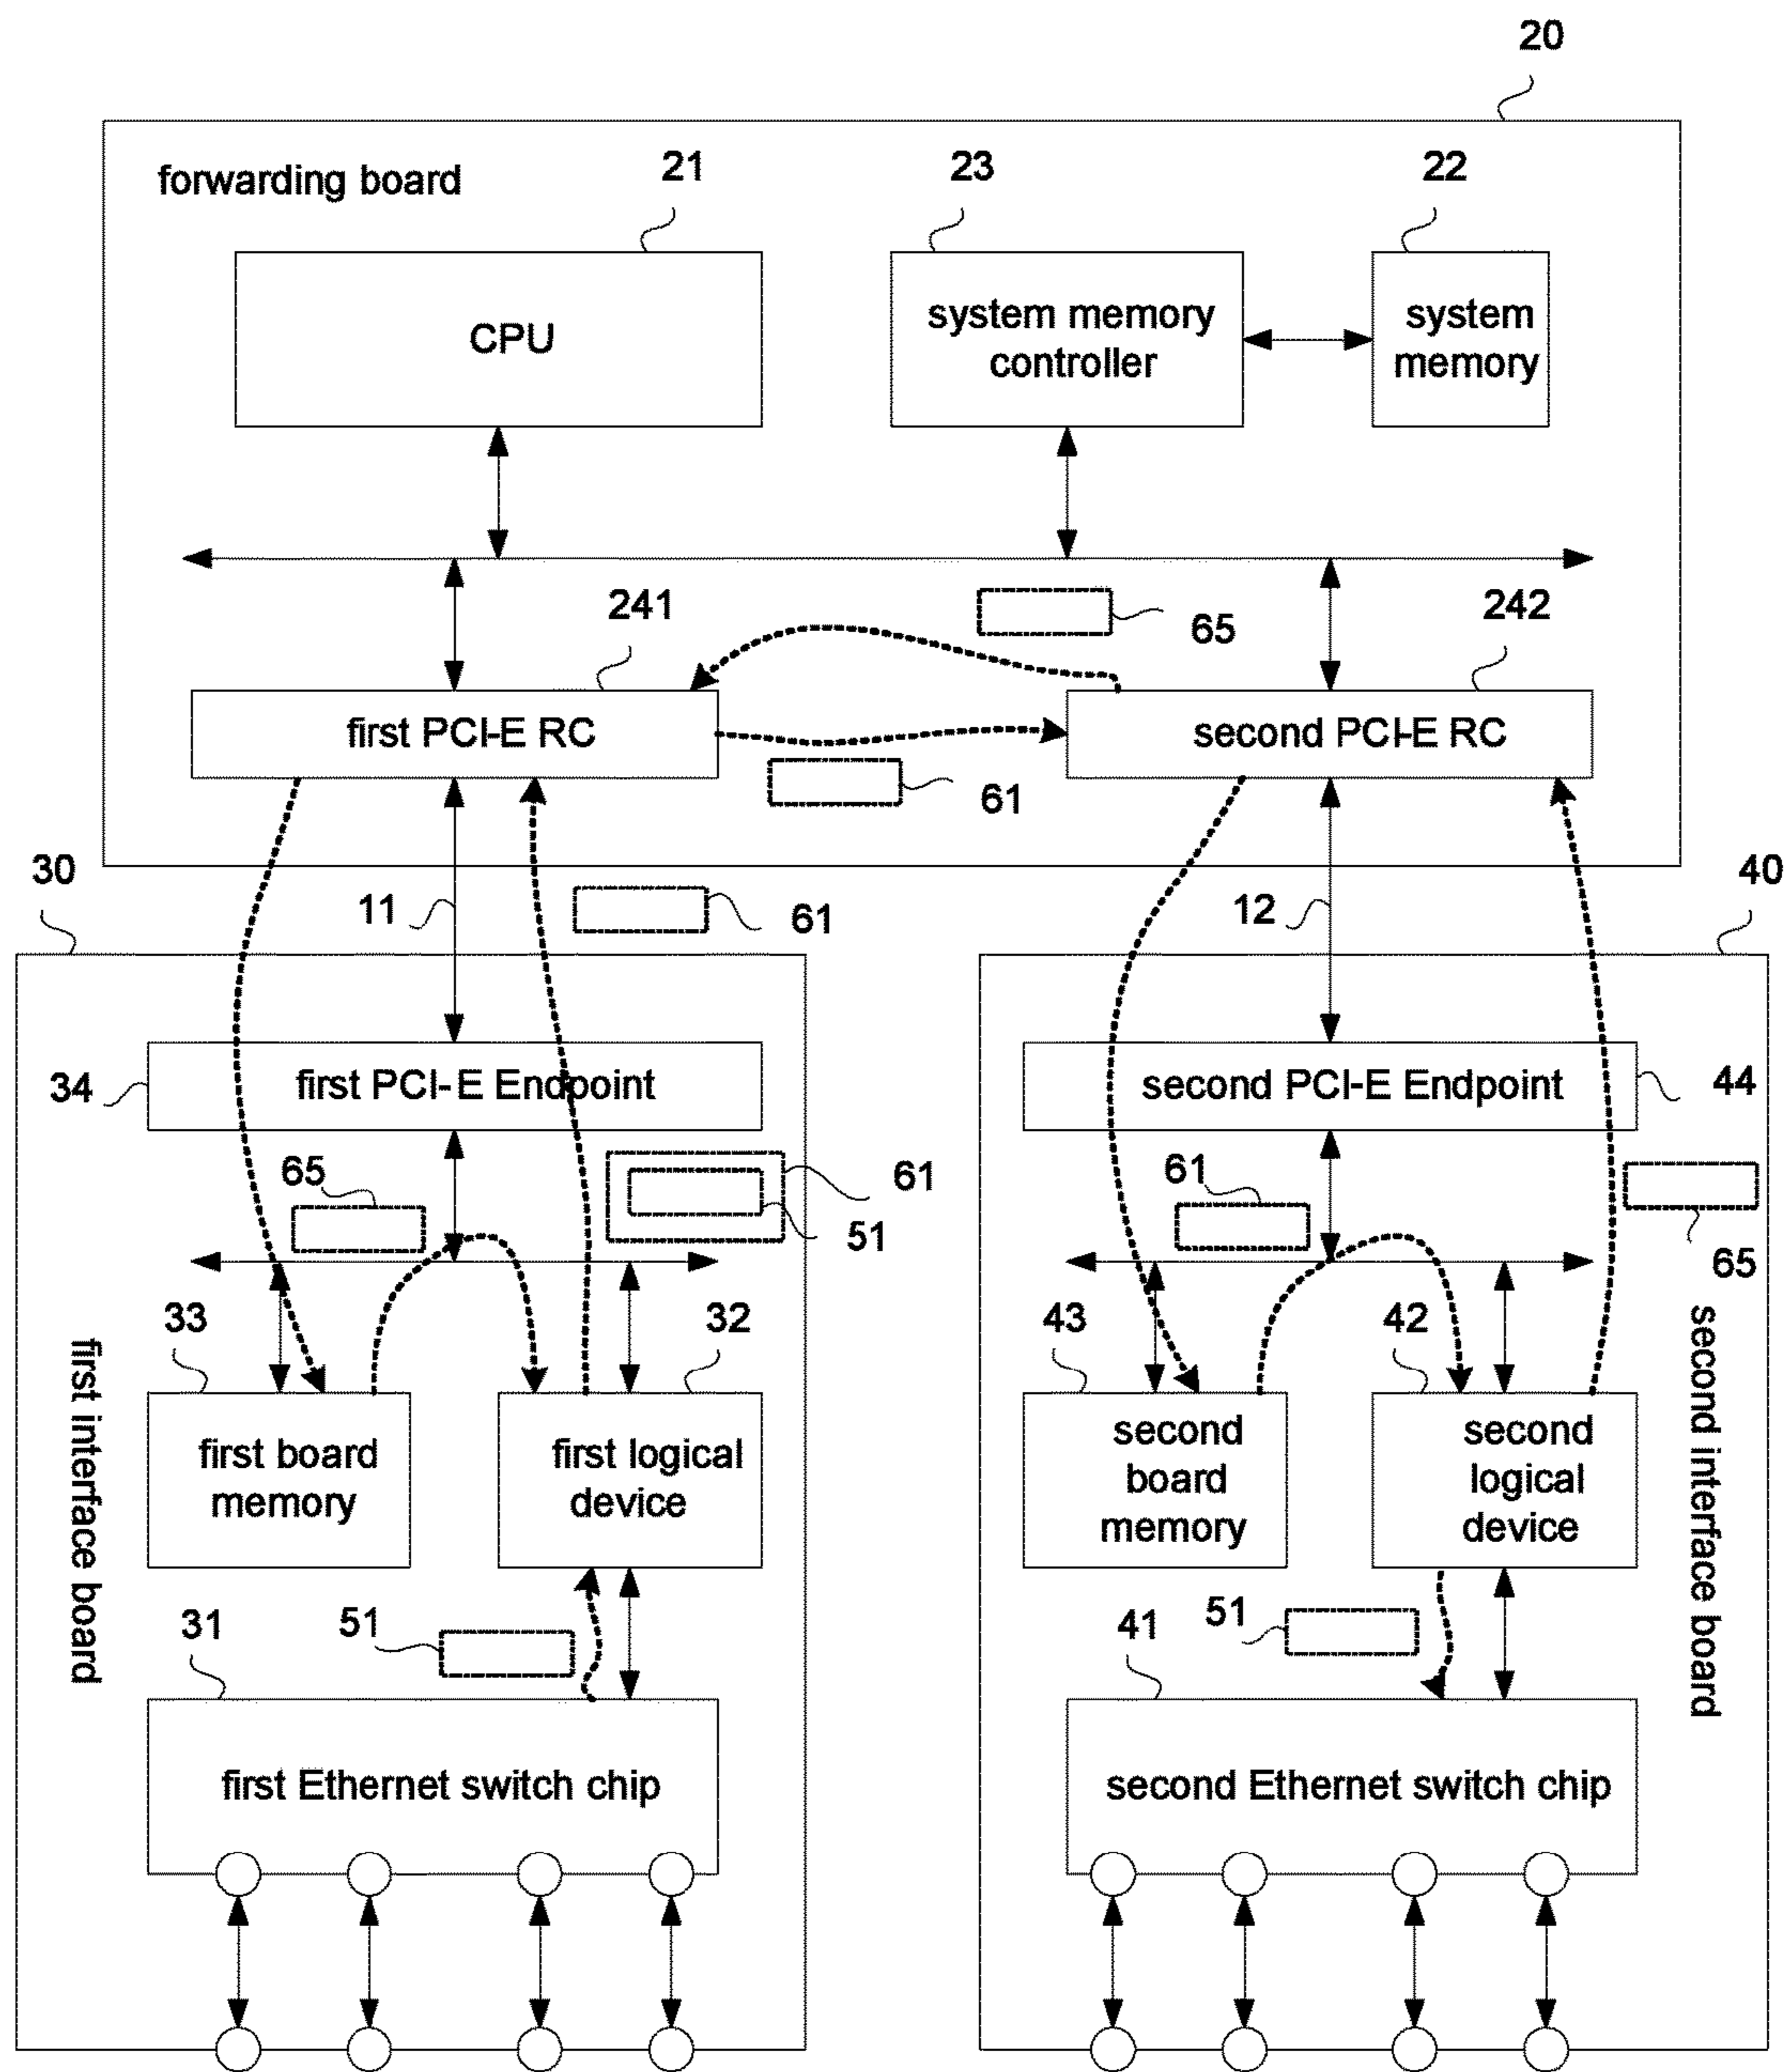 20
forwarding board
21
23
22
CPU
system memory
controller
system
memory
241
65
242
first PCI-E RC
second PCI-E RC
61
30
40
11
61
12
34
first PCI-E Endpoint
second PCI-E Endpoint
44
65
61
51
61
65
33
32
43
42
first interface board
first board
memory
first logical
device
second
board
memory
second
logical
device
second interface board
31
51
41
51
first Ethernet switch chip
second Ethernet switch chip